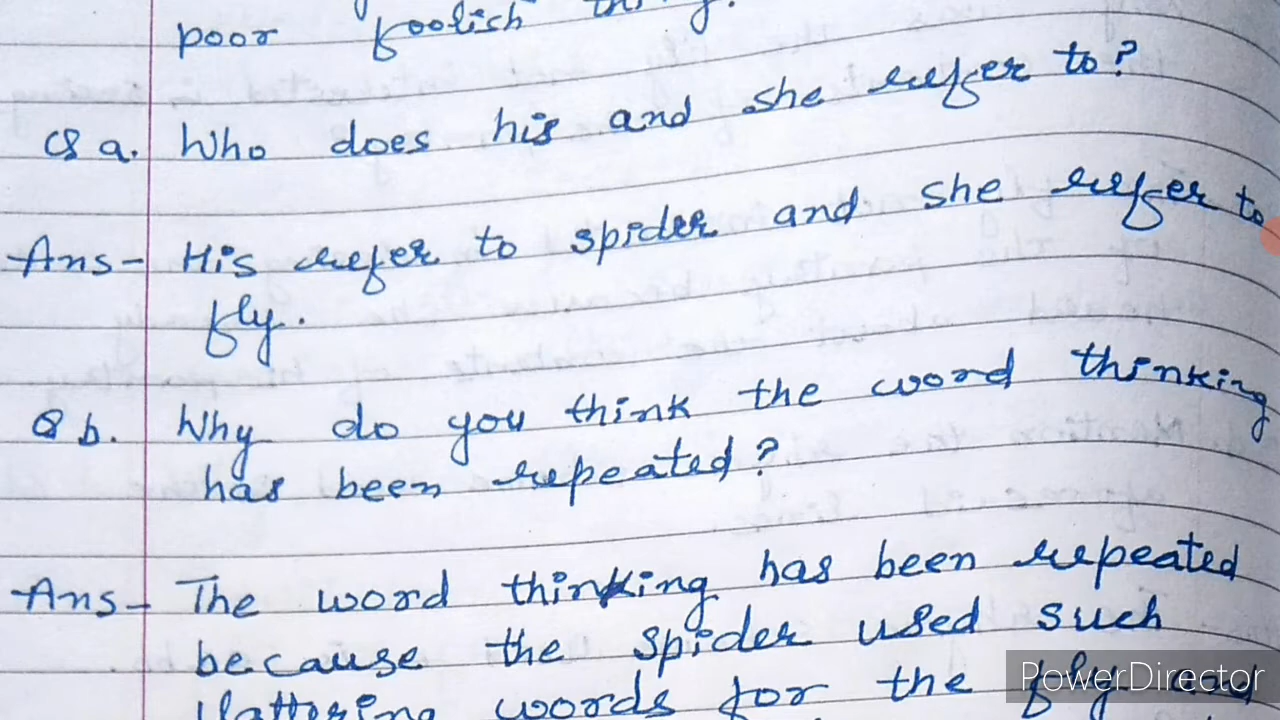 poor foolish thing.
Q a. Who does his and she refer to?
Ans- His refer to spider and she refer to
fly.
Q b. Why do you think the word thinking
has been repeated?
Ans- The word thinking has been repeated
because the spider used such
flattering words for the fly and
PowerDirector